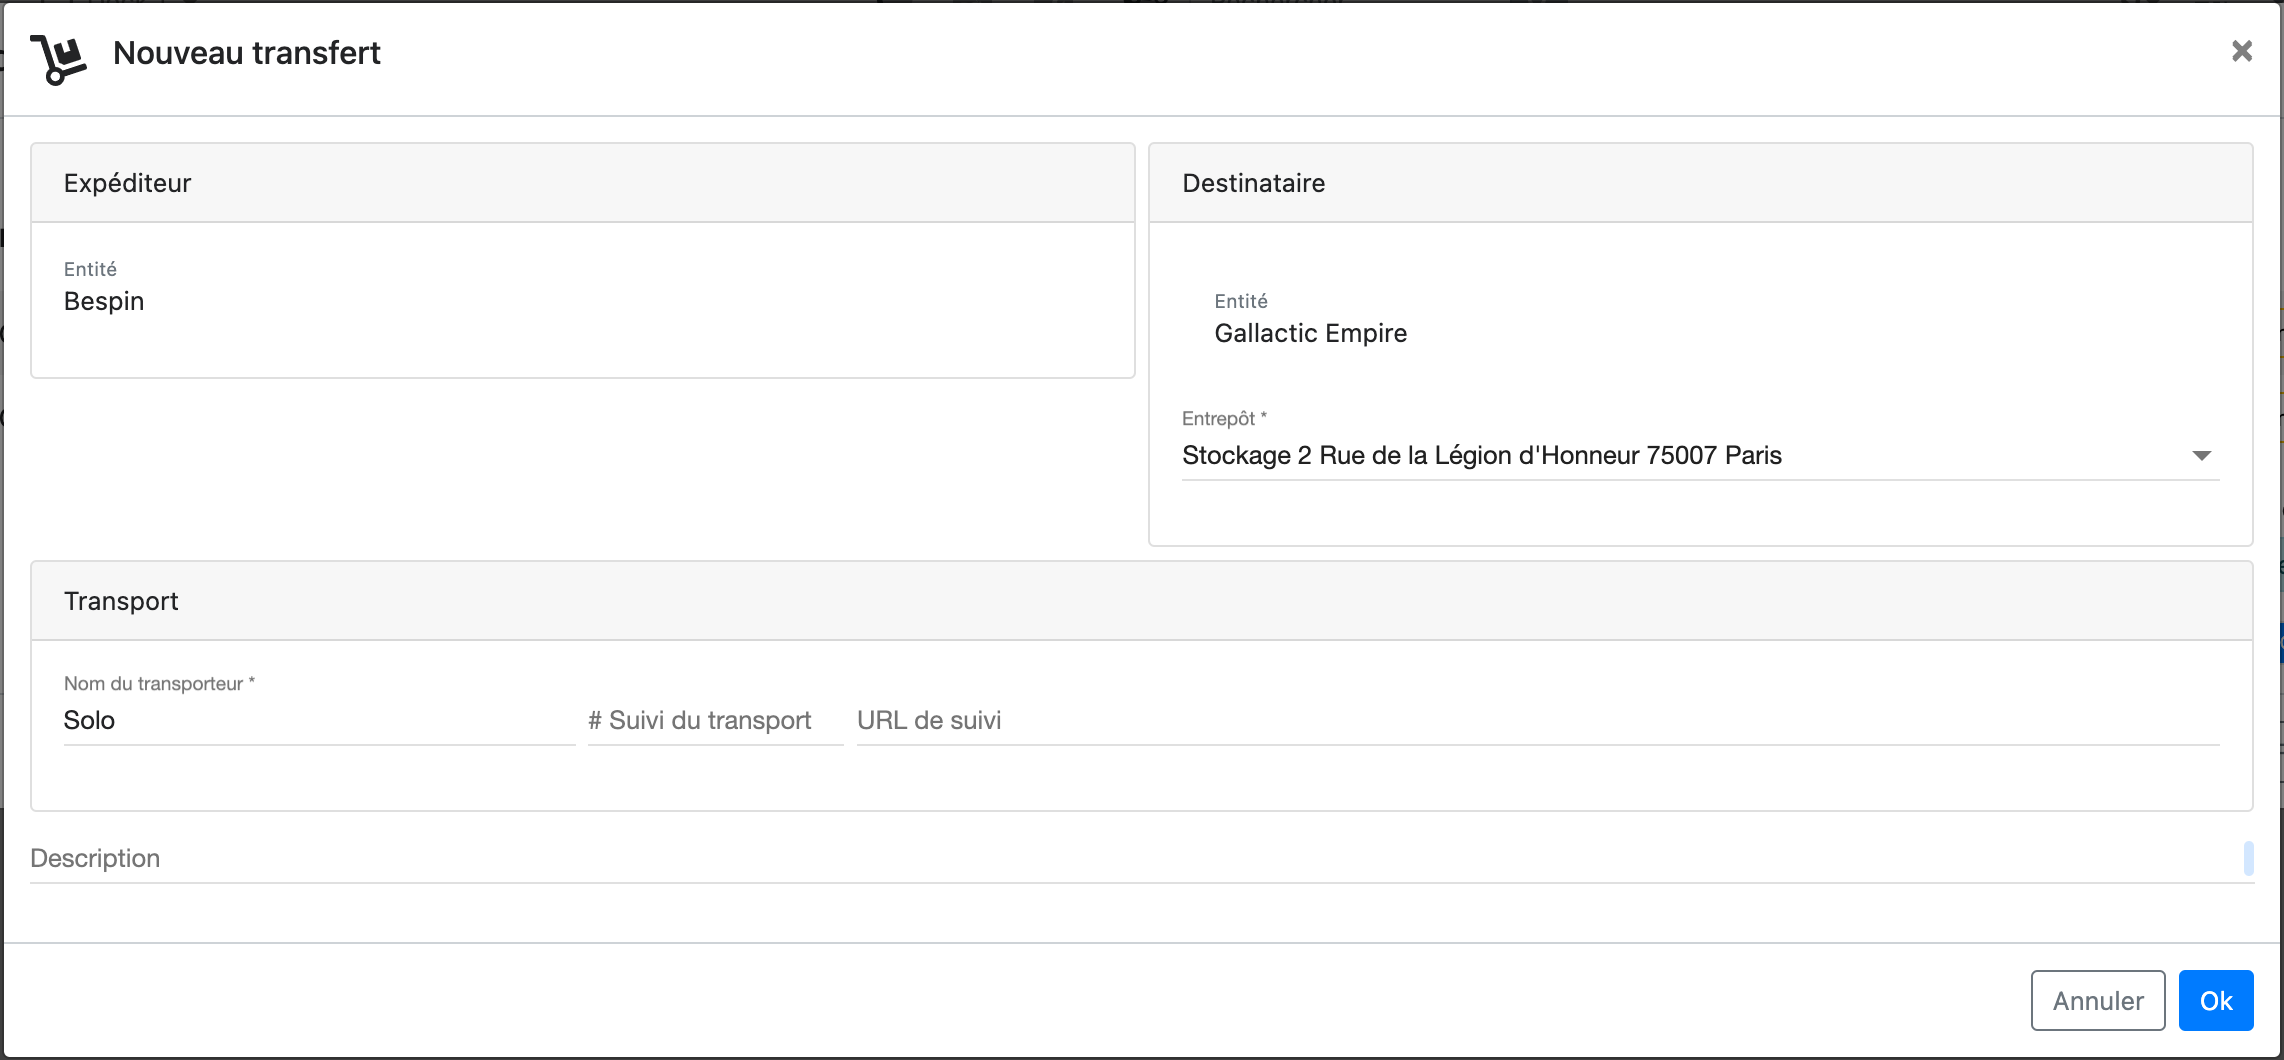 Nouveau transfert
Expéditeur
Entité
Bespin
Destinataire
Entité
Gallactic Empire
Entrepôt *
Stockage 2 Rue de la Légion d'Honneur 75007 Paris
Transport
Nom du transporteur *
Solo
# Suivi du transport
URL de suivi
Description
Annuler
Ok